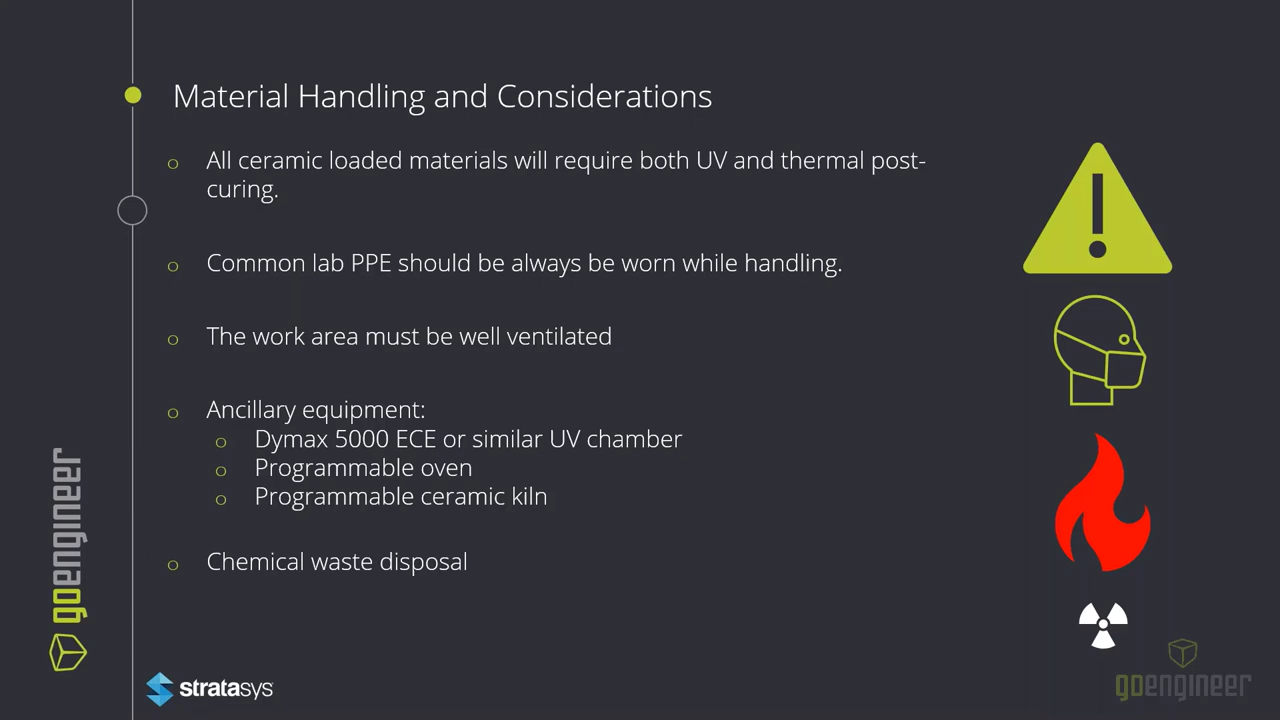 Material Handling and Considerations
o All ceramic loaded materials will require both UV and thermal post-
curing.
o Common lab PPE should be always be worn while handling.
o The work area must be well ventilated
o Ancillary equipment:
o Dymax 5000 ECE or similar UV chamber
o Programmable oven
o Programmable ceramic kiln
o Chemical waste disposal
goengineer
stratasys
goengineer